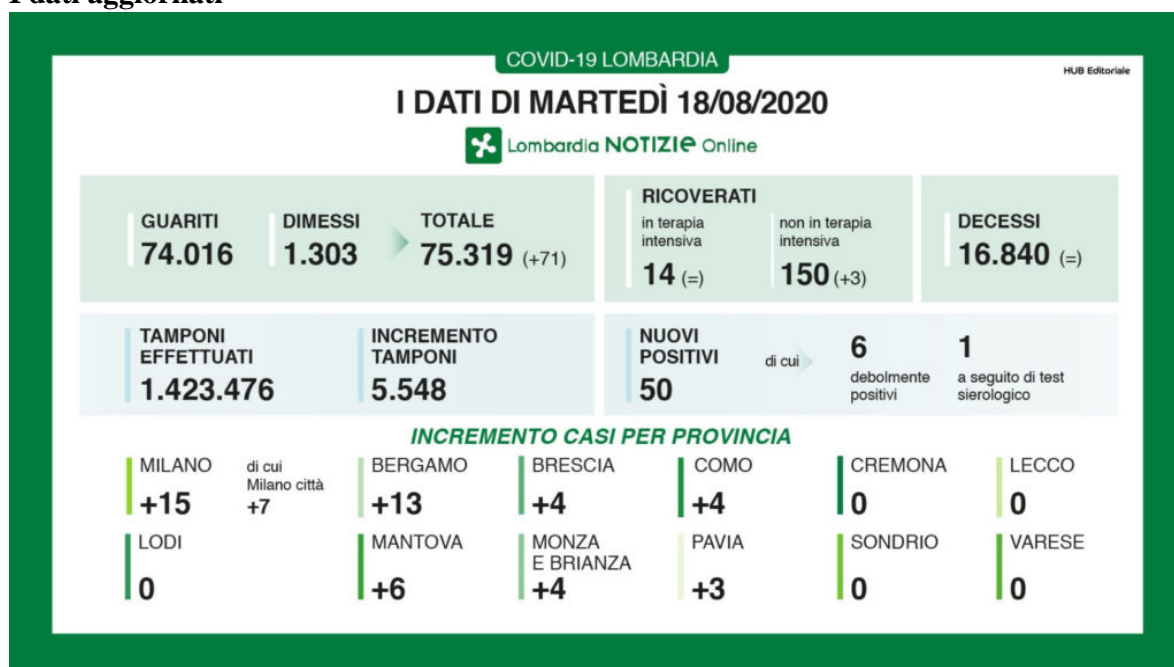 I dati aggiornati
COVID-19 LOMBARDIA
HUB Editoriale
I DATI DI MARTEDÌ 18/08/2020
Lombardia NOTIZIE Online
GUARITI
74.016
DIMESSI
1.303
TOTALE
75.319 (+71)
RICOVERATI
in terapia
intensiva
14 (=)
non in terapia
intensiva
150 (+3)
DECESSI
16.840 (=)
TAMPONI
EFFETTUATI
1.423.476
INCREMENTO
TAMPONI
5.548
NUOVI
POSITIVI
50
di cui
6
debolmente
positivi
1
a seguito di test
sierologico
INCREMENTO CASI PER PROVINCIA
MILANO
+15
di cui
Milano città
+7
BERGAMO
+13
BRESCIA
+4
COMO
+4
CREMONA
0
LECCO
0
LODI
0
MANTOVA
+6
MONZA
E BRIANZA
+4
PAVIA
+3
SONDRIO
0
VARESE
0